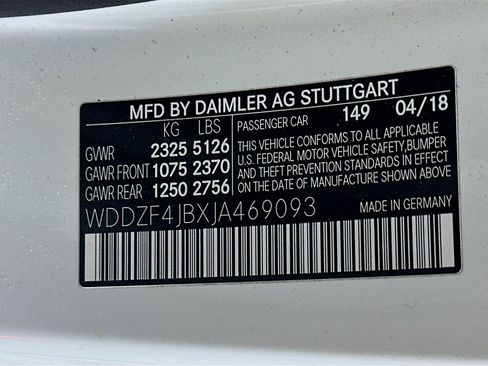 MFD BY DAIMLER AG STUTTGART
KG LBS PASSENGER CAR 149 04/18
GVWR 2325 5126
GAWR FRONT 1075 2370
GAWR REAR 1250 2756
THIS VEHICLE CONFORMS TO ALL APPLICABLE
U.S. FEDERAL MOTOR VEHICLE SAFETY,BUMPER
AND THEFT PREVENTION STANDARDS IN EFFECT
ON THE DATE OF MANUFACTURE SHOWN ABOVE.
WDDZF4JBXJA469093 MADE IN GERMANY